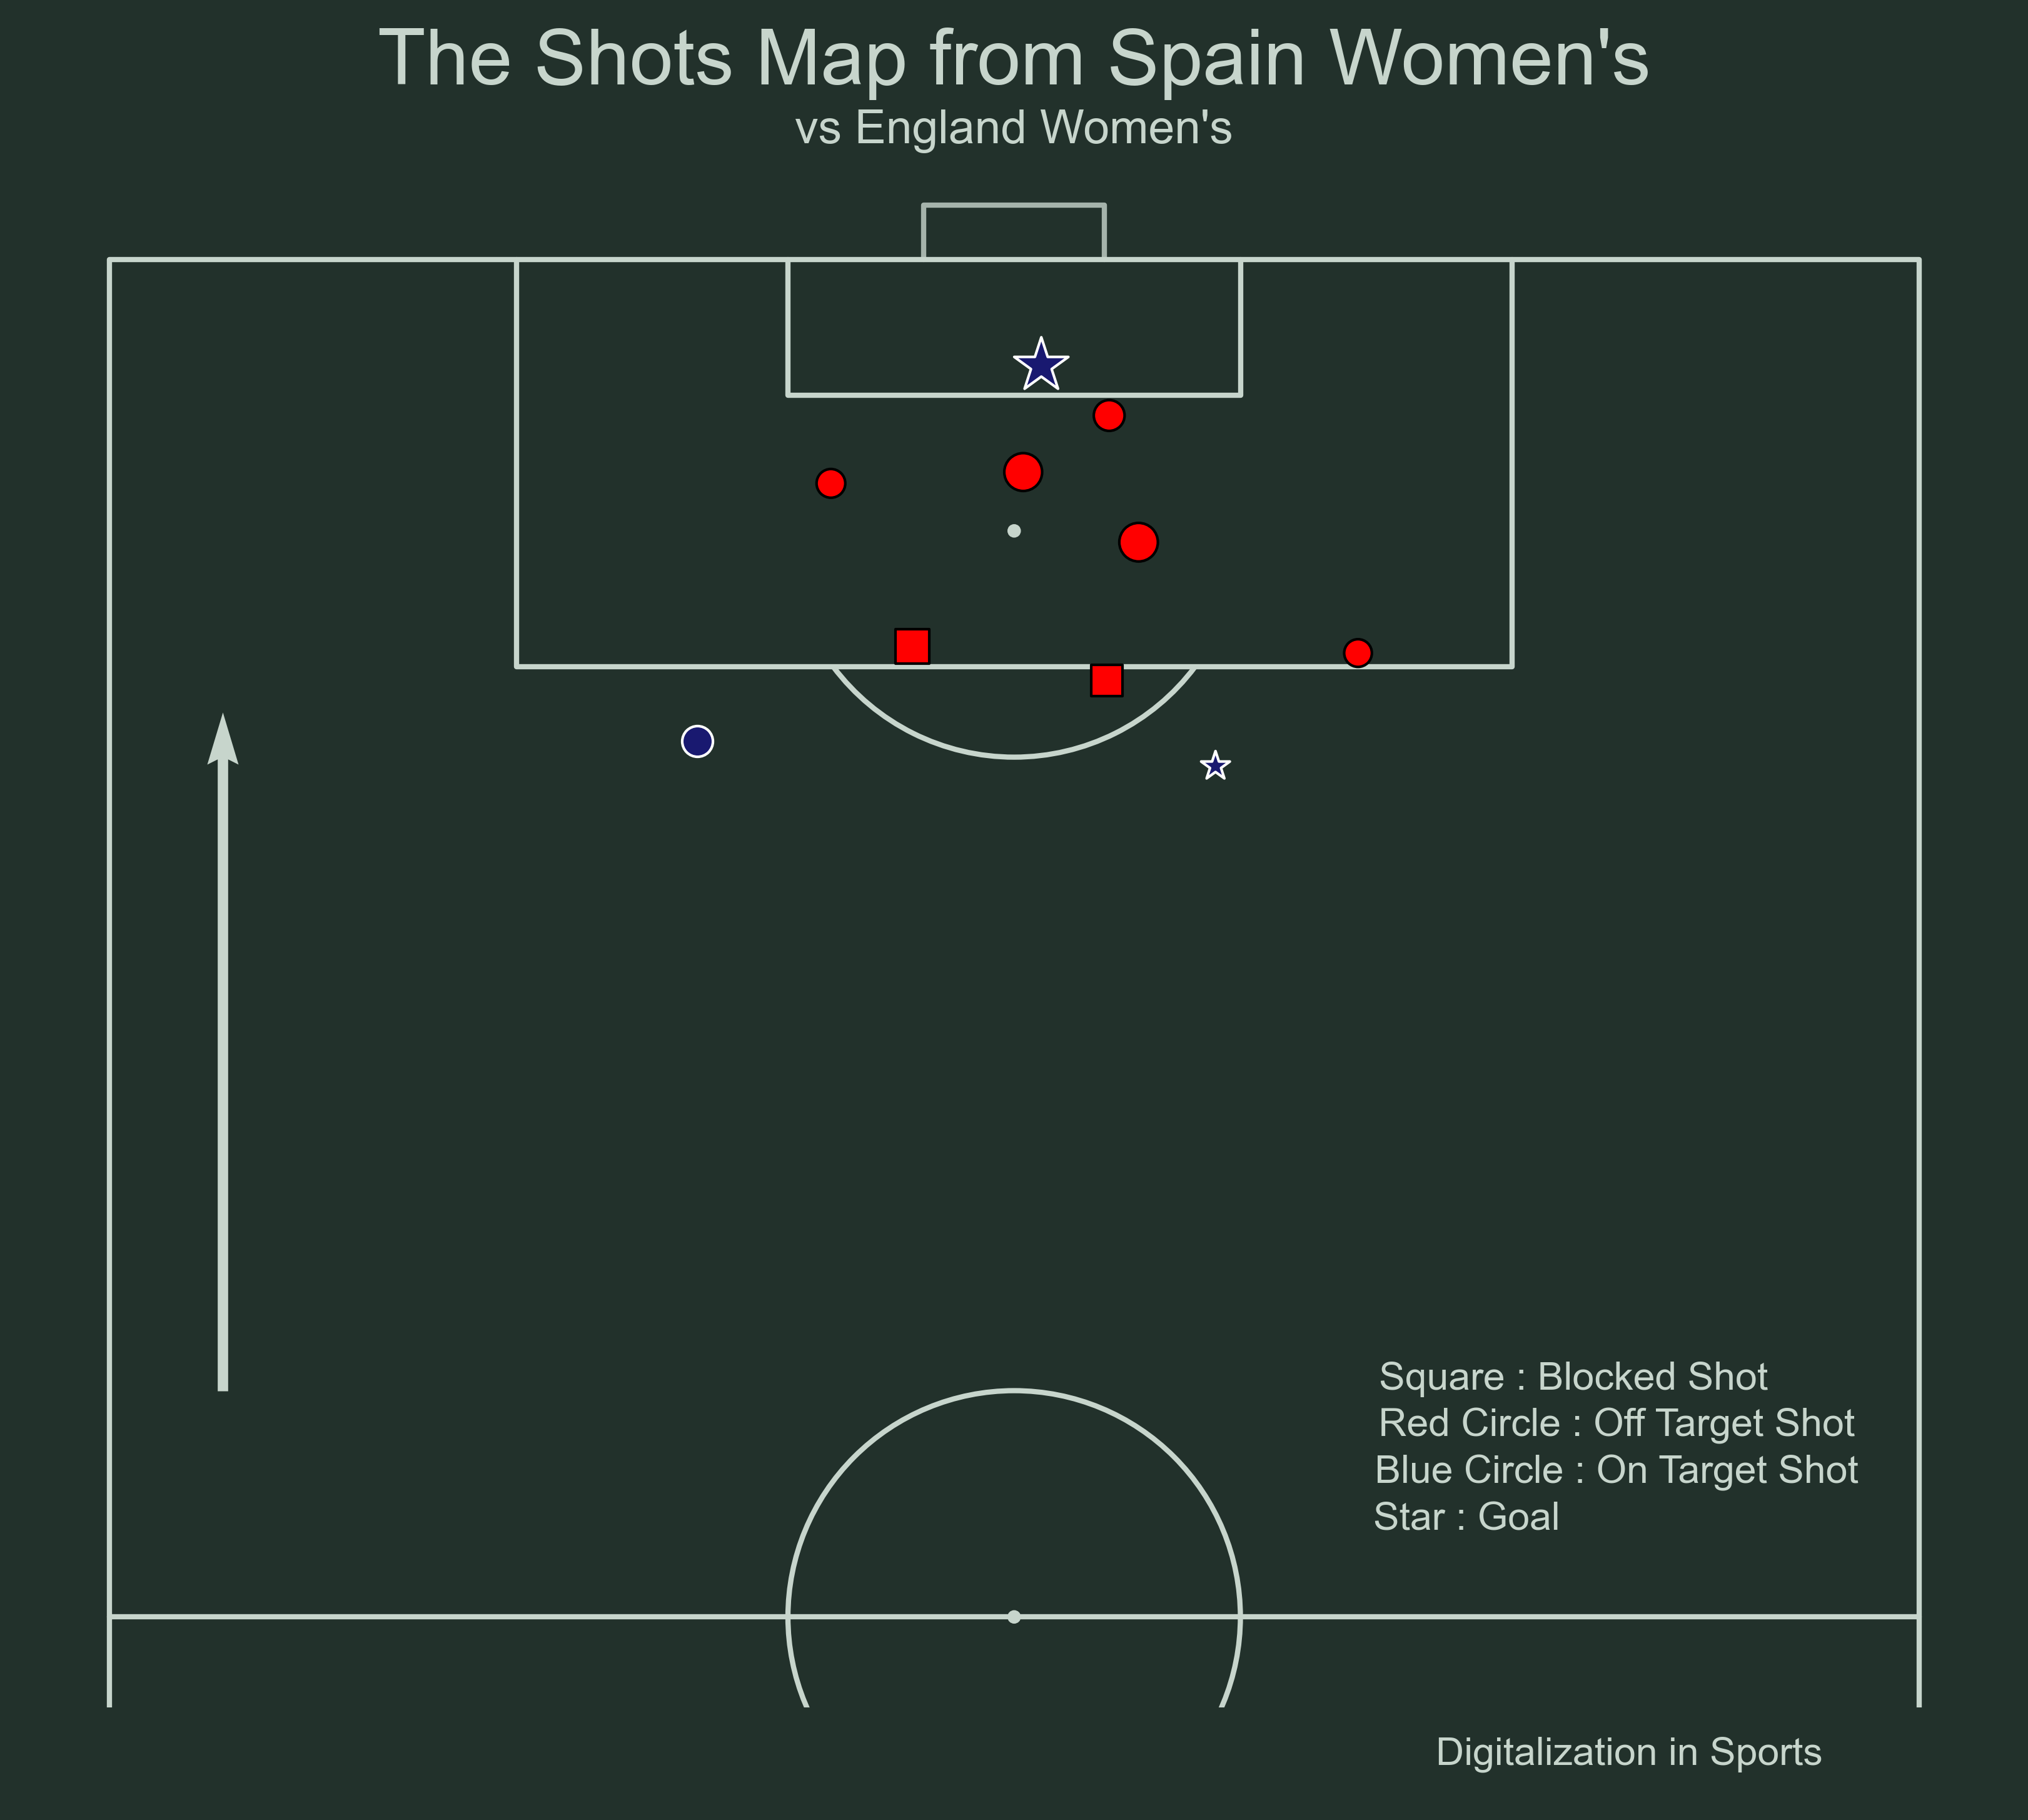 The Shots Map from Spain Women's
vs England Women's
Square : Blocked Shot
Red Circle : Off Target Shot
Blue Circle : On Target Shot
Star : Goal
Digitalization in Sports